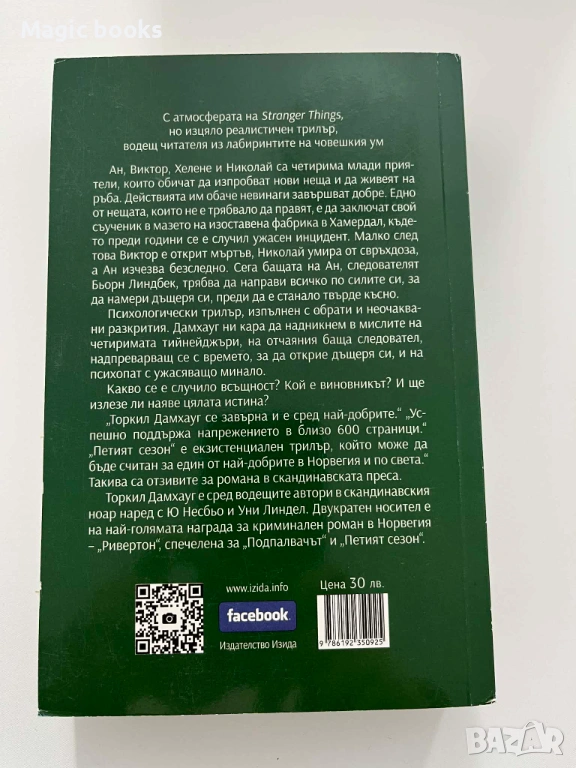 Magic books
С атмосферата на Stranger Things,
но изцяло реалистичен трилър,
водещ читателя из лабиринтите на човешкия ум
Ан, Виктор, Хелене и Николай са четирима млади прия-
тели, които обичат да изпробват нови неща и да живеят на
ръба. Действията им обаче невинаги завършват добре. Едно
от нещата, които не е трябвало да правят, е да заключат свой
съученик в мазето на изоставена фабрика в Хамердал, къде-
то преди години се е случил ужасен инцидент. Малко след
това Виктор е открит мъртъв, Николай умира от свръхдоза,
а Ан изчезва безследно. Сега бащата на Ан, следователят
Бьорн Линдбек, трябва да направи всичко по силите си, за
да намери дъщеря си, преди да е станало твърде късно.
Психологически трилър, изпълнен с обрати и неочаква-
ни разкрития. Дамхауг ни кара да надникнем в мислите на
четиримата тийнейджъри, на отчаяния баща следовател,
надпреварващ се с времето, за да открие дъщеря си, и на
психопат с ужасяващо минало.
Какво се е случило всъщност? Кой е виновникът? И ще
излезе ли наяве цялата истина?
„Торкил Дамхауг се завърна и е сред най-добрите.“ „Ус-
пешно поддържа напрежението в близо 600 страници.“
„Петият сезон“ е екзистенциален трилър, който може да
бъде считан за един от най-добрите в Норвегия и по света.“
Такива са отзивите за романа в скандинавската преса.
Торкил Дамхауг е сред водещите автори в скандинавския
ноар наред с Ю Несбьо и Уни Линдел. Двукратен носител е
на най-голямата награда за криминален роман в Норвегия
– „Ривертон“, спечелена за „Подпалвачът“ и „Петият сезон“.
www.izida.info
facebook
Издателство Изида
Цена 30 лв.
9 786192 350925
BAZAR